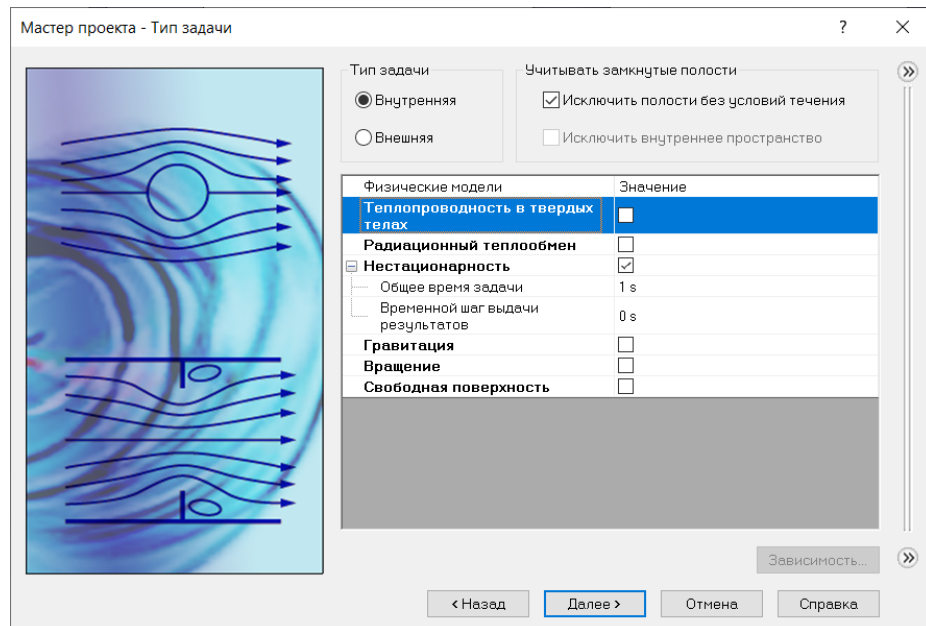 Мастер проекта - Тип задачи
?
Тип задачи
Учитывать замкнутые полости
Внутренняя
Исключить полости без условий течения
Внешняя
Исключить внутреннее пространство
Физические модели
Значение
Теплопроводность в твердых
телах
Радиационный теплообмен
Нестационарность
Общее время задачи
1 s
Временной шаг выдачи
результатов
0 s
Гравитация
Вращение
Свободная поверхность
Зависимость...
< Назад
Далее >
Отмена
Справка